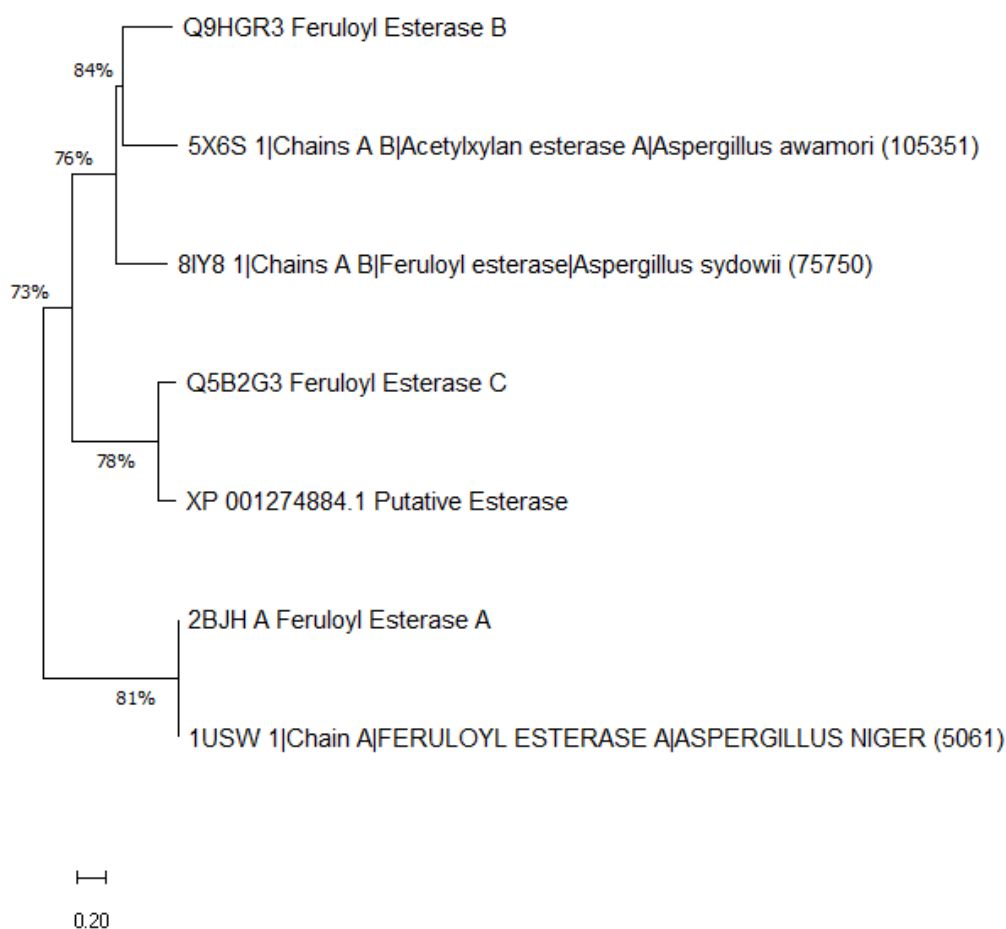 Q9HGR3 Feruloyl Esterase B
84%
5X6S 1|Chains A B|Acetylxylan esterase A|Aspergillus awamori (105351)
76%
8IY8 1|Chains A B|Feruloyl esterase|Aspergillus sydowii (75750)
73%
Q5B2G3 Feruloyl Esterase C
78%
XP 001274884.1 Putative Esterase
2BJH A Feruloyl Esterase A
81%
1USW 1|Chain A|FERULOYL ESTERASE A|ASPERGILLUS NIGER (5061)
0.20